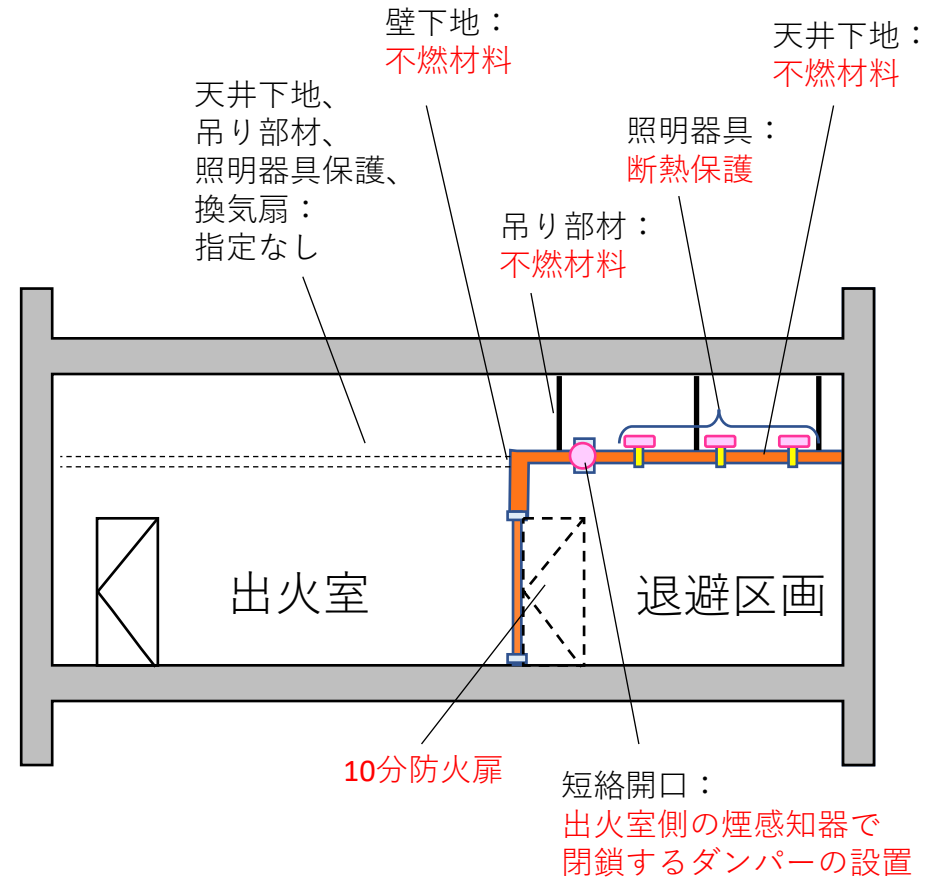 壁下地：
不燃材料
天井下地：
不燃材料
天井下地、
吊り部材、
照明器具保護、
換気扇：
指定なし
照明器具：
断熱保護
吊り部材：
不燃材料
出火室
退避区画
10分防火扉
短絡開口：
出火室側の煙感知器で
閉鎖するダンパーの設置